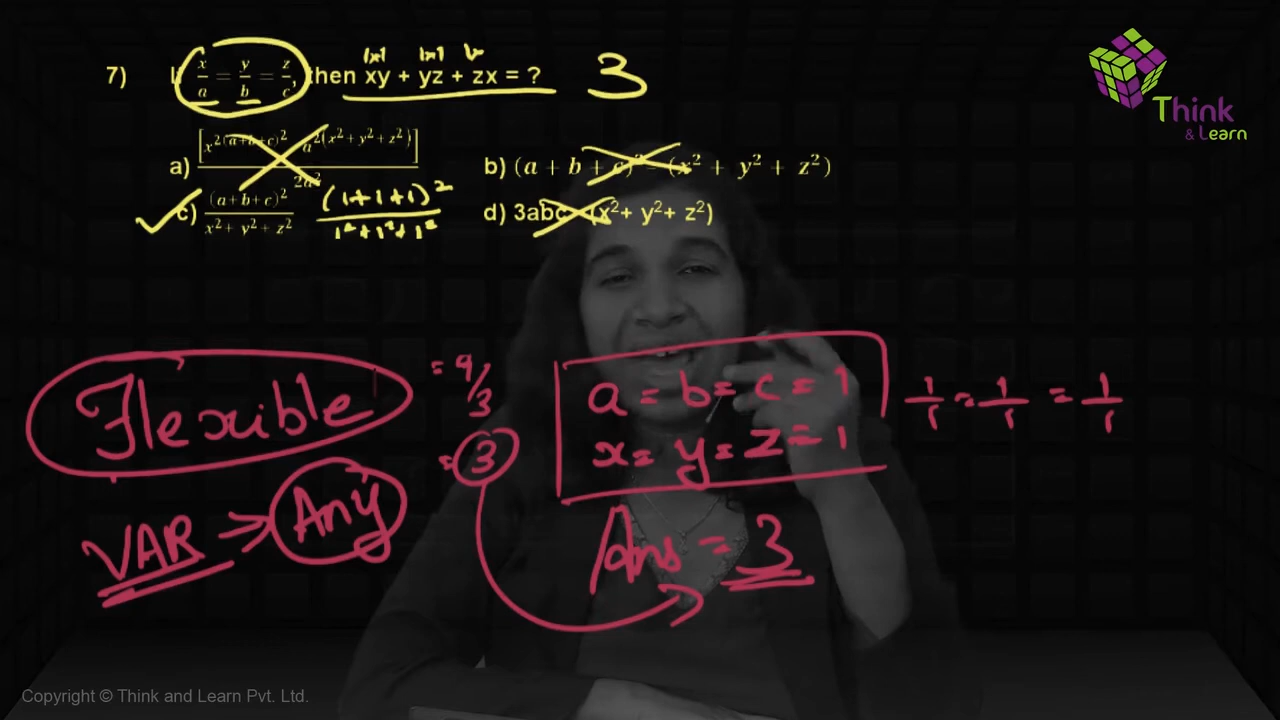 Think
& Learn
1x1 1x1
7) x/a = y/b = z/c, then xy + yz + zx = ? 3
a) [x²(a+b+c)² a²(x² + y² + z²)] / 2a²
b) (a + b + c)² (x² + y² + z²)
c) (a+b+c)² / x² + y² + z² (1+1+1)² / 1²+1²+1²
d) 3abc (x² + y² + z²)
Flexible
VAR → Any
= 9/3
= 3
a = b = c = 1
x = y = z = 1
1/1 = 1/1 = 1/1
Ans = 3
Copyright © Think and Learn Pvt. Ltd.